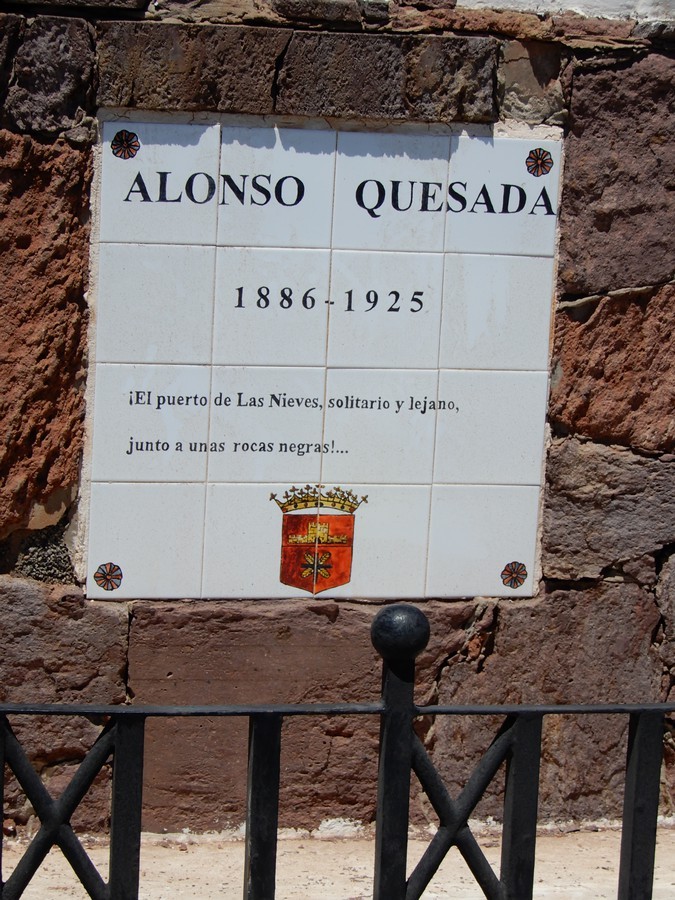 ALONSO QUESADA
1886-1925
¡El puerto de Las Nieves, solitario y lejano,
junto a unas rocas negras!...